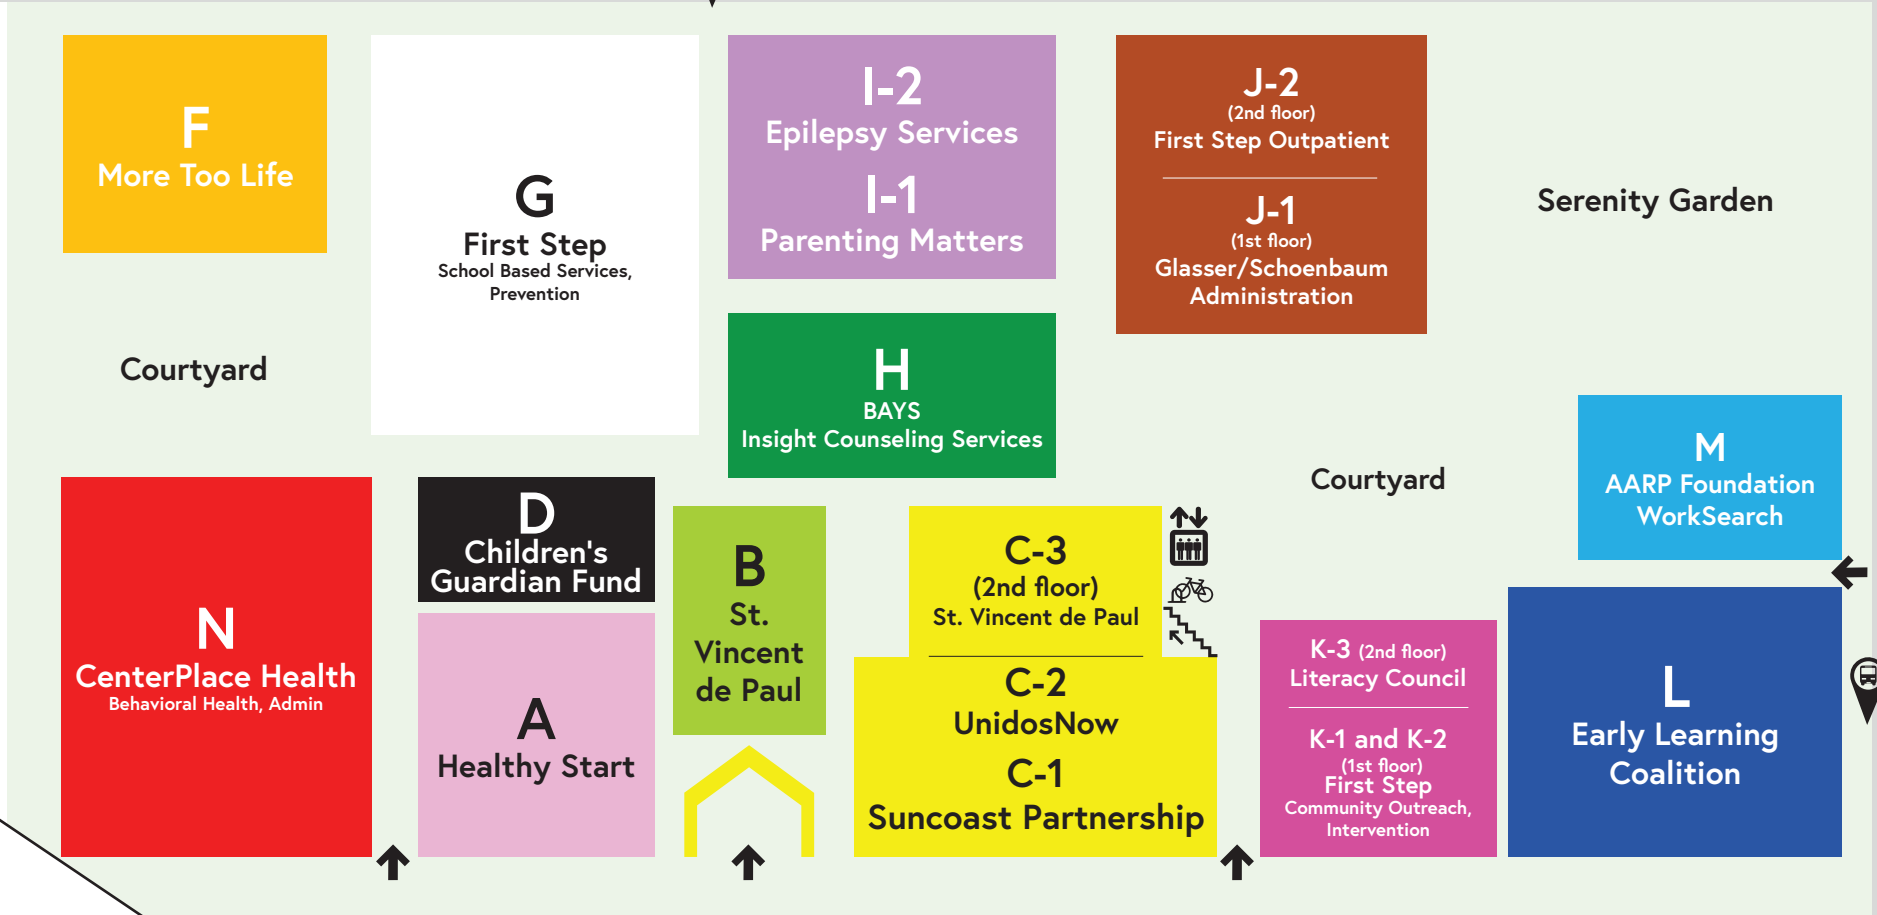 F
More Too Life
G
First Step
School Based Services,
Prevention
I-2
Epilepsy Services
I-1
Parenting Matters
J-2
(2nd floor)
First Step Outpatient
J-1
(1st floor)
Glasser/Schoenbaum
Administration
Serenity Garden
Courtyard
H
BAYS
Insight Counseling Services
Courtyard
M
AARP Foundation
WorkSearch
N
CenterPlace Health
Behavioral Health, Admin
D
Children's
Guardian Fund
A
Healthy Start
B
St.
Vincent
de Paul
C-3
(2nd floor)
St. Vincent de Paul
C-2
UnidosNow
C-1
Suncoast Partnership
K-3 (2nd floor)
Literacy Council
K-1 and K-2
(1st floor)
First Step
Community Outreach,
Intervention
L
Early Learning
Coalition